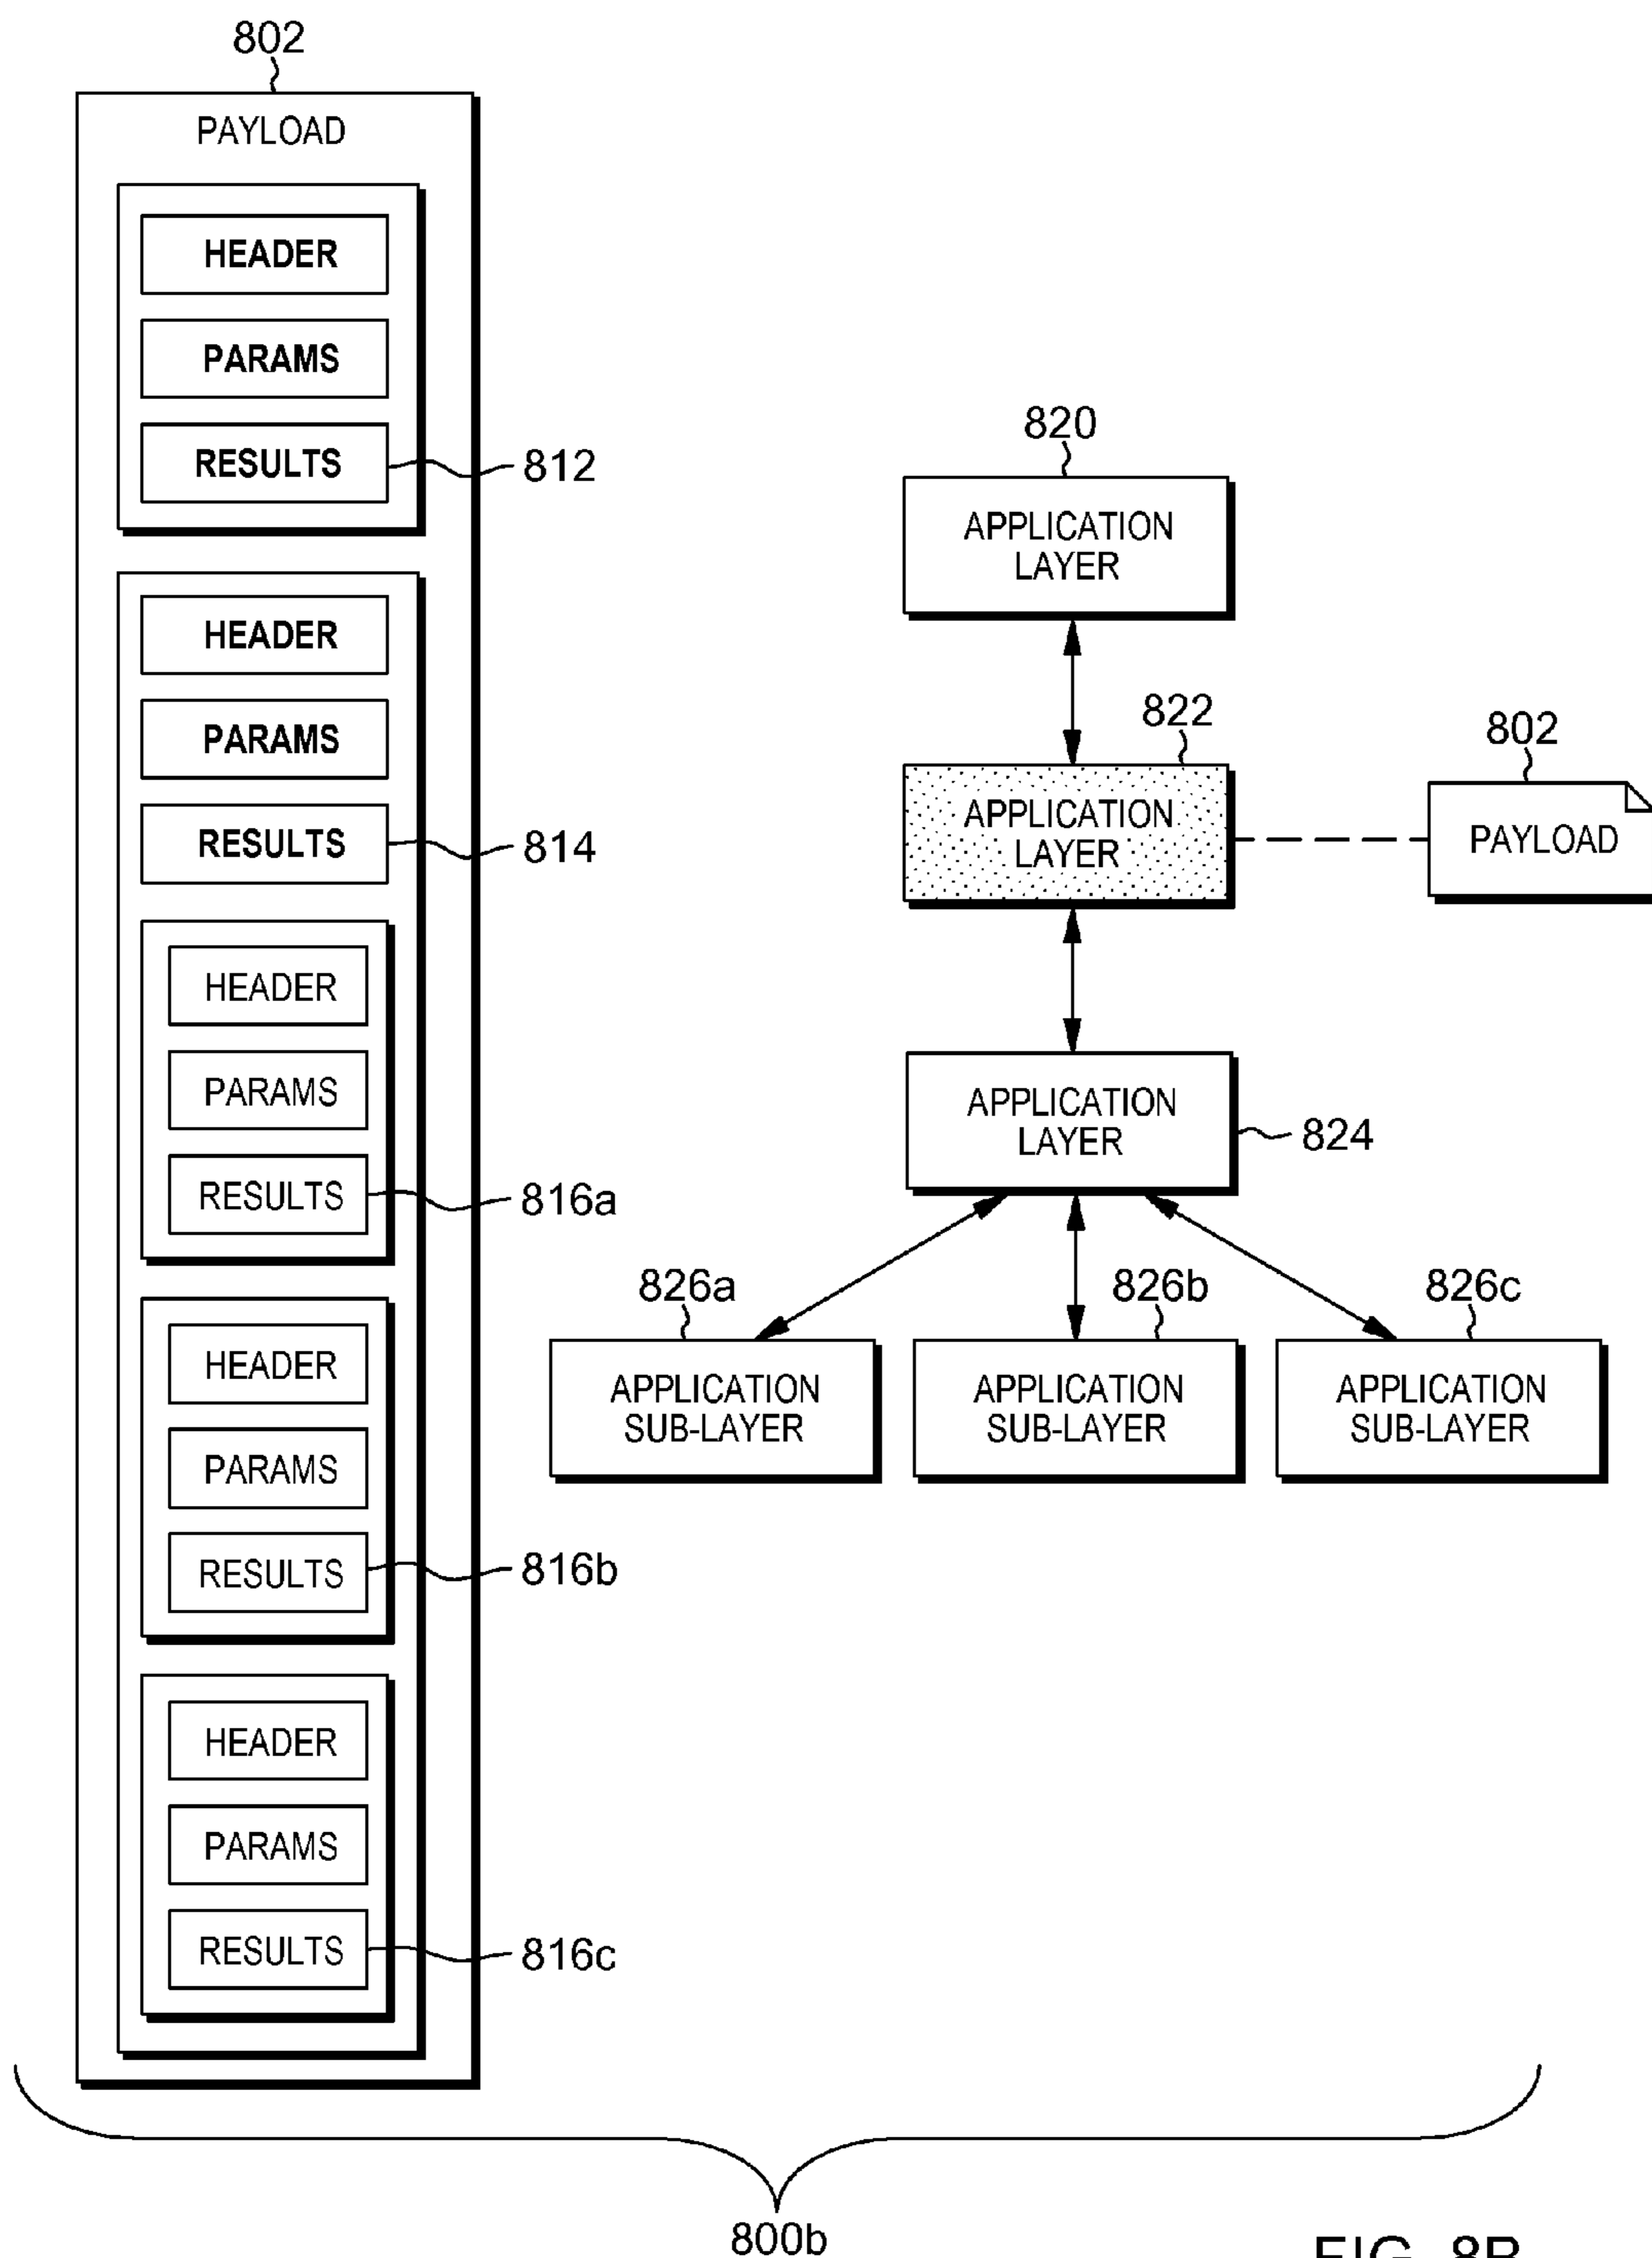 802
PAYLOAD
HEADER
PARAMS
RESULTS
812
HEADER
PARAMS
RESULTS
814
HEADER
PARAMS
RESULTS
816a
HEADER
PARAMS
RESULTS
816b
HEADER
PARAMS
RESULTS
816c
820
APPLICATION
LAYER
822
APPLICATION
LAYER
802
PAYLOAD
APPLICATION
LAYER
824
826a
APPLICATION
SUB-LAYER
826b
APPLICATION
SUB-LAYER
826c
APPLICATION
SUB-LAYER
800b
FIG. 8B